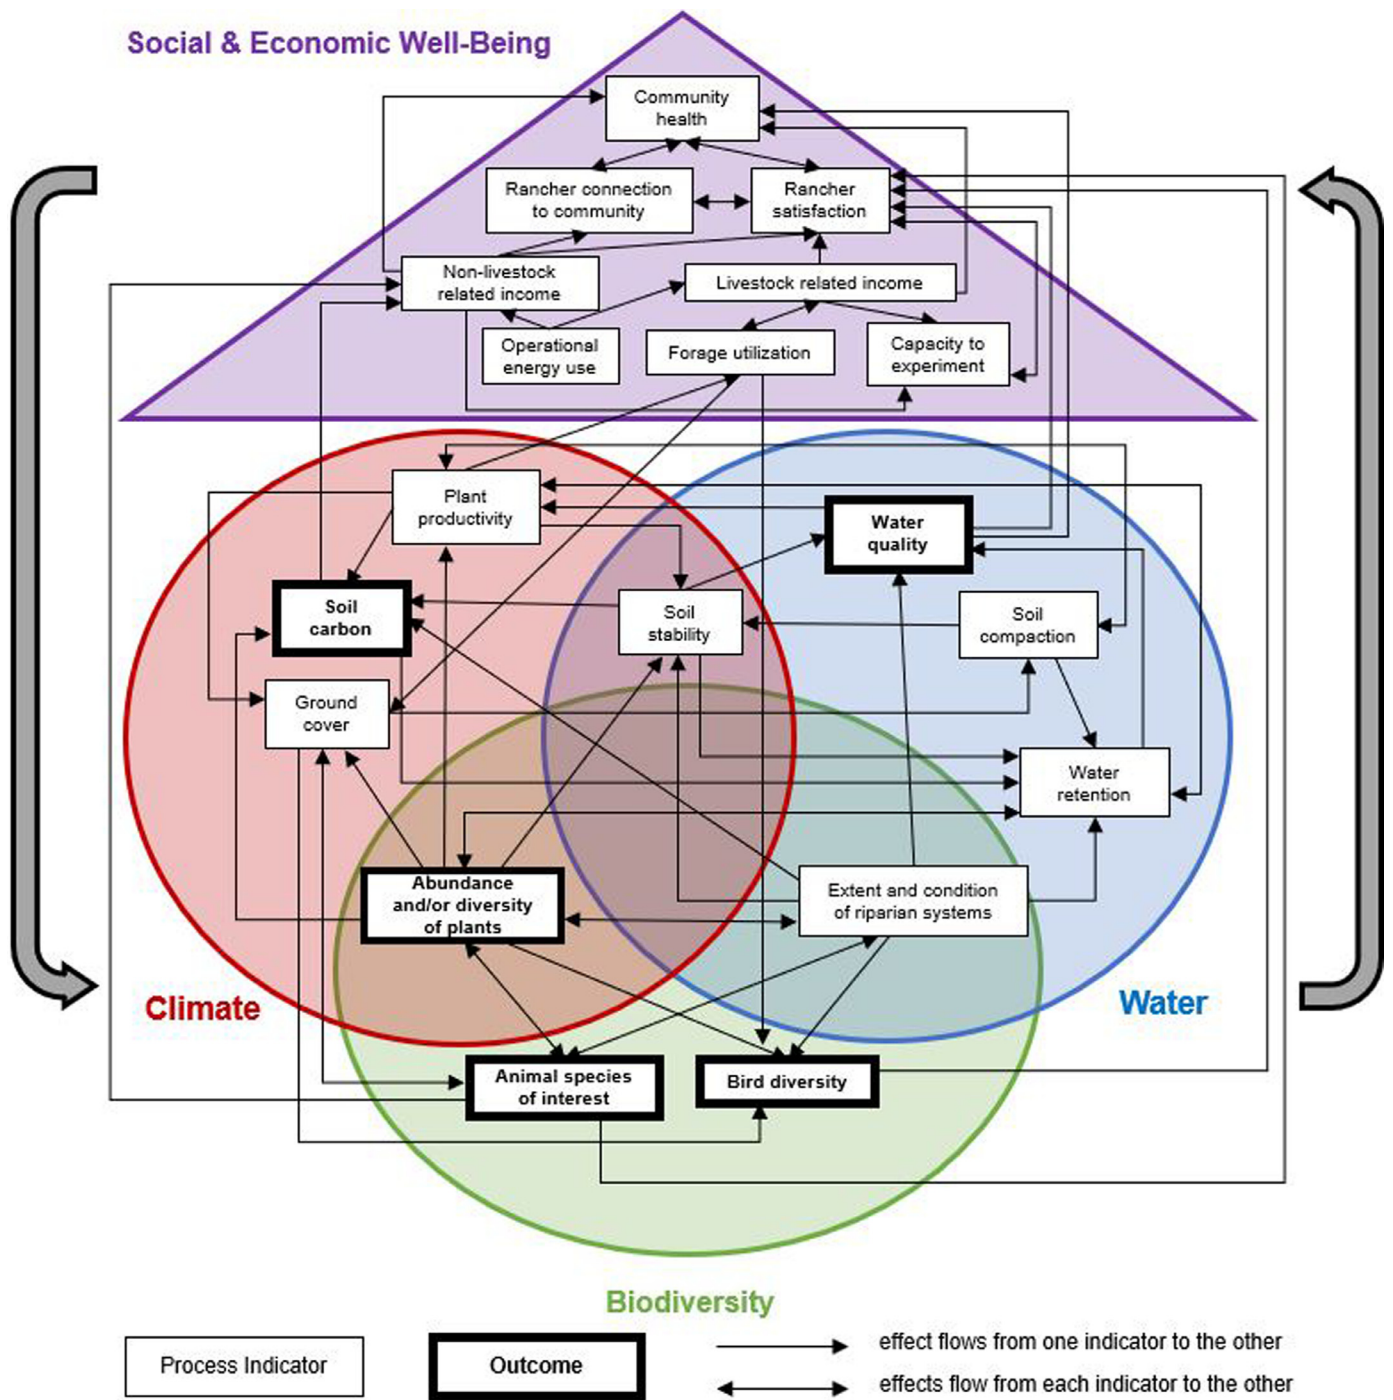 Social & Economic Well-Being
Community
health
Rancher connection
to community
Rancher
satisfaction
Non-livestock
related income
Livestock related income
Operational
energy use
Forage utilization
Capacity to
experiment
Plant
productivity
Water
quality
Soil
carbon
Soil
stability
Soil
compaction
Ground
cover
Water
retention
Abundance
and/or diversity
of plants
Extent and condition
of riparian systems
Climate
Water
Animal species
of interest
Bird diversity
Biodiversity
Process Indicator
Outcome
effect flows from one indicator to the other
effects flow from each indicator to the other